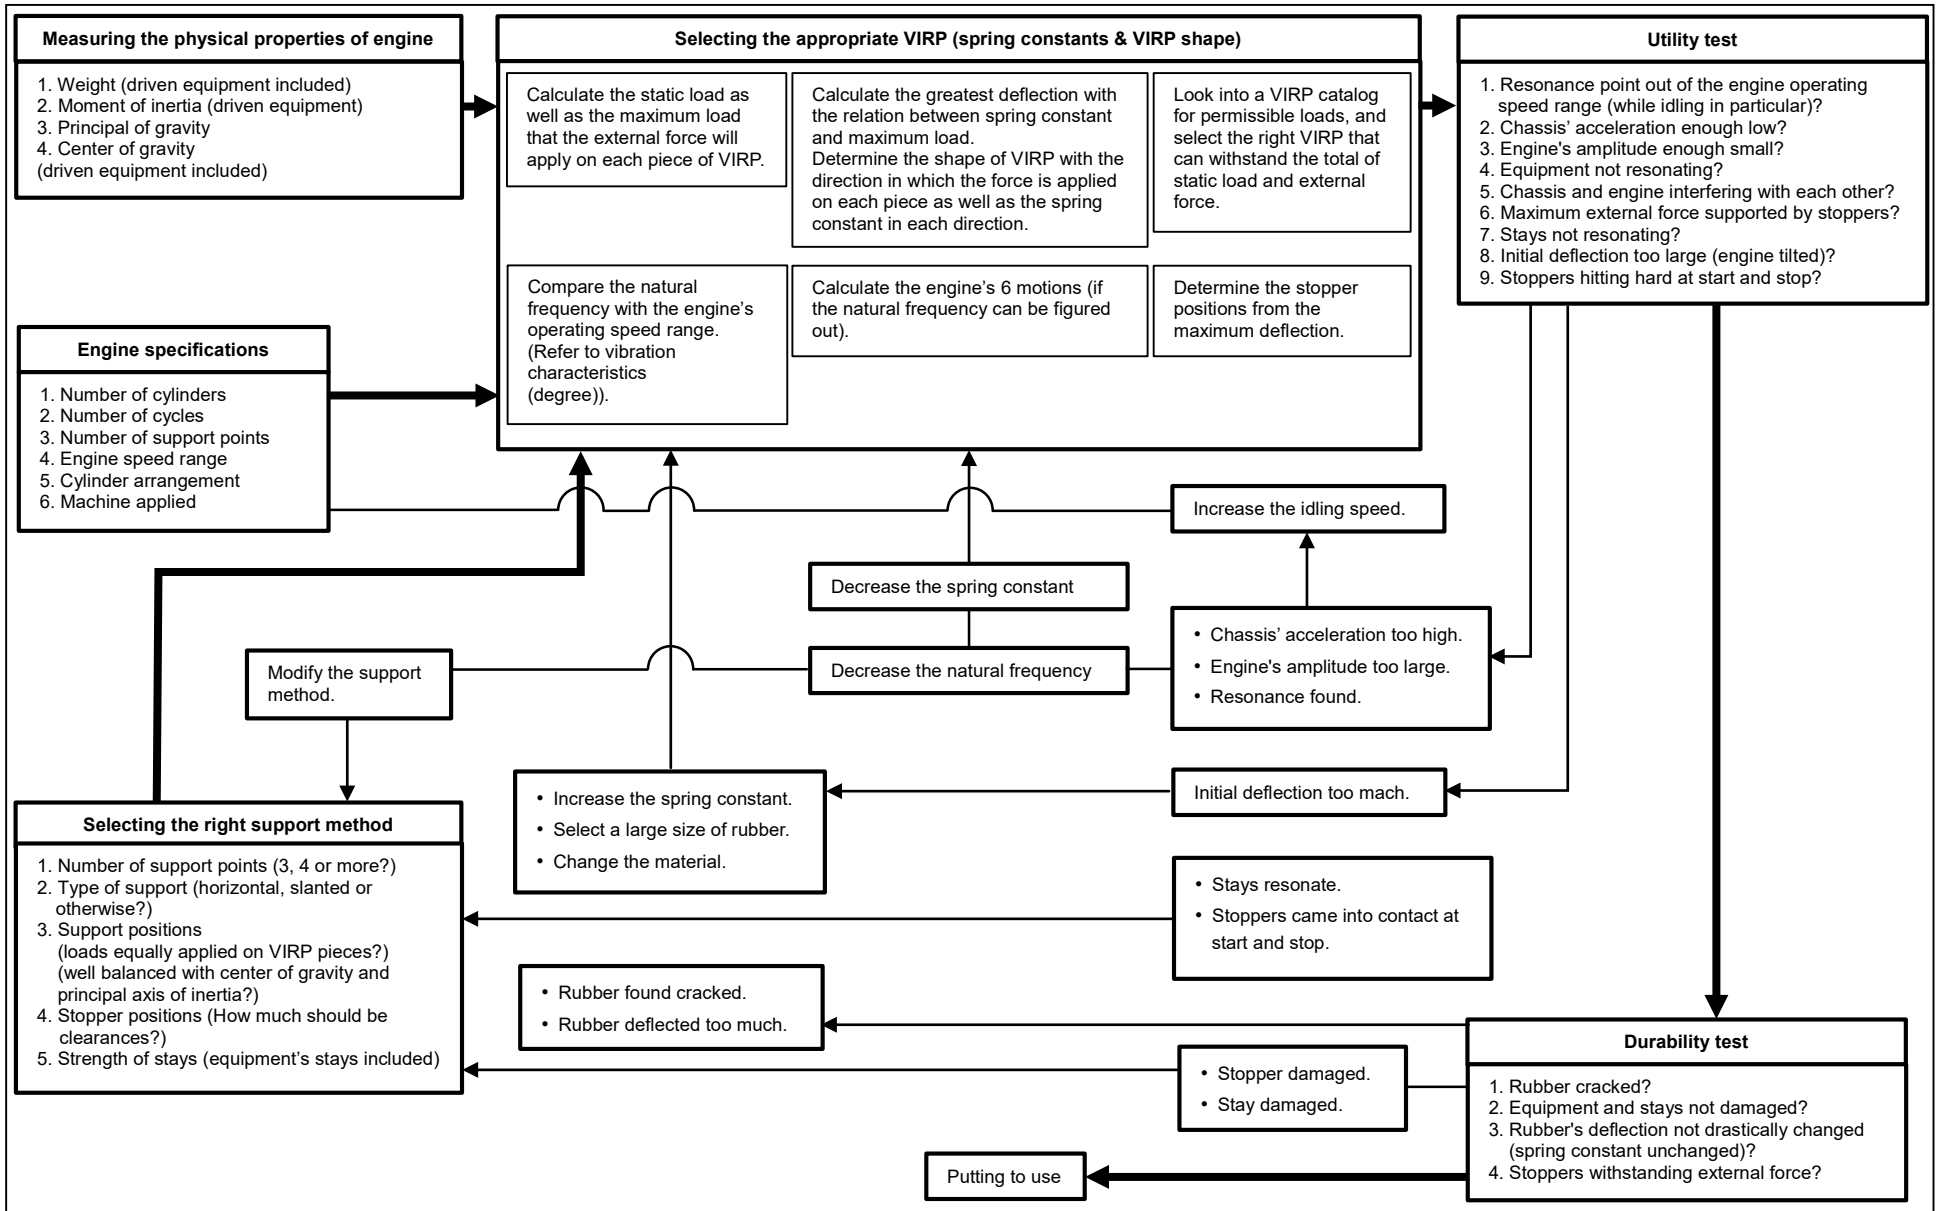 Measuring the physical properties of engine
1. Weight (driven equipment included)
2. Moment of inertia (driven equipment)
3. Principal of gravity
4. Center of gravity
(driven equipment included)
Selecting the appropriate VIRP (spring constants & VIRP shape)
Calculate the static load as
well as the maximum load
that the external force will
apply on each piece of VIRP.
Calculate the greatest deflection with
the relation between spring constant
and maximum load.
Determine the shape of VIRP with the
direction in which the force is applied
on each piece as well as the spring
constant in each direction.
Look into a VIRP catalog
for permissible loads, and
select the right VIRP that
can withstand the total of
static load and external
force.
Compare the natural
frequency with the engine’s
operating speed range.
(Refer to vibration
characteristics
(degree)).
Calculate the engine’s 6 motions (if
the natural frequency can be figured
out).
Determine the stopper
positions from the
maximum deflection.
Utility test
1. Resonance point out of the engine operating
speed range (while idling in particular)?
2. Chassis’ acceleration enough low?
3. Engine's amplitude enough small?
4. Equipment not resonating?
5. Chassis and engine interfering with each other?
6. Maximum external force supported by stoppers?
7. Stays not resonating?
8. Initial deflection too large (engine tilted)?
9. Stoppers hitting hard at start and stop?
Engine specifications
1. Number of cylinders
2. Number of cycles
3. Number of support points
4. Engine speed range
5. Cylinder arrangement
6. Machine applied
Increase the idling speed.
Decrease the spring constant
Decrease the natural frequency
• Chassis’ acceleration too high.
• Engine's amplitude too large.
• Resonance found.
Modify the support
method.
• Increase the spring constant.
• Select a large size of rubber.
• Change the material.
Initial deflection too mach.
Selecting the right support method
1. Number of support points (3, 4 or more?)
2. Type of support (horizontal, slanted or
otherwise?)
3. Support positions
(loads equally applied on VIRP pieces?)
(well balanced with center of gravity and
principal axis of inertia?)
4. Stopper positions (How much should be
clearances?)
5. Strength of stays (equipment’s stays included)
• Stays resonate.
• Stoppers came into contact at
start and stop.
• Rubber found cracked.
• Rubber deflected too much.
• Stopper damaged.
• Stay damaged.
Durability test
1. Rubber cracked?
2. Equipment and stays not damaged?
3. Rubber's deflection not drastically changed
(spring constant unchanged)?
4. Stoppers withstanding external force?
Putting to use